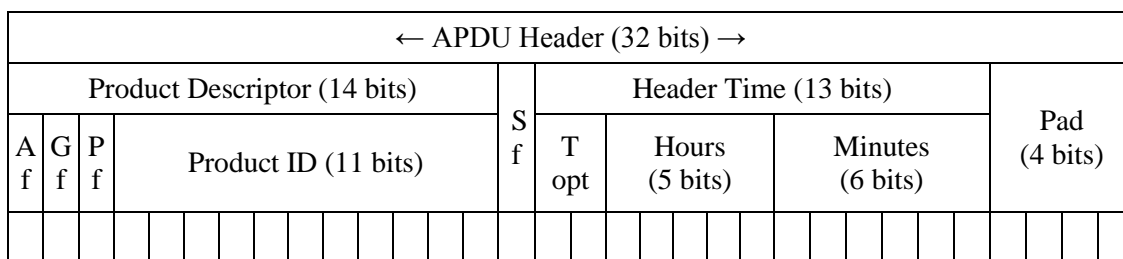 ← APDU Header (32 bits) →
Product Descriptor (14 bits)
S
f
Header Time (13 bits)
Pad
(4 bits)
A
f
G
f
P
f
Product ID (11 bits)
T
opt
Hours
(5 bits)
Minutes
(6 bits)